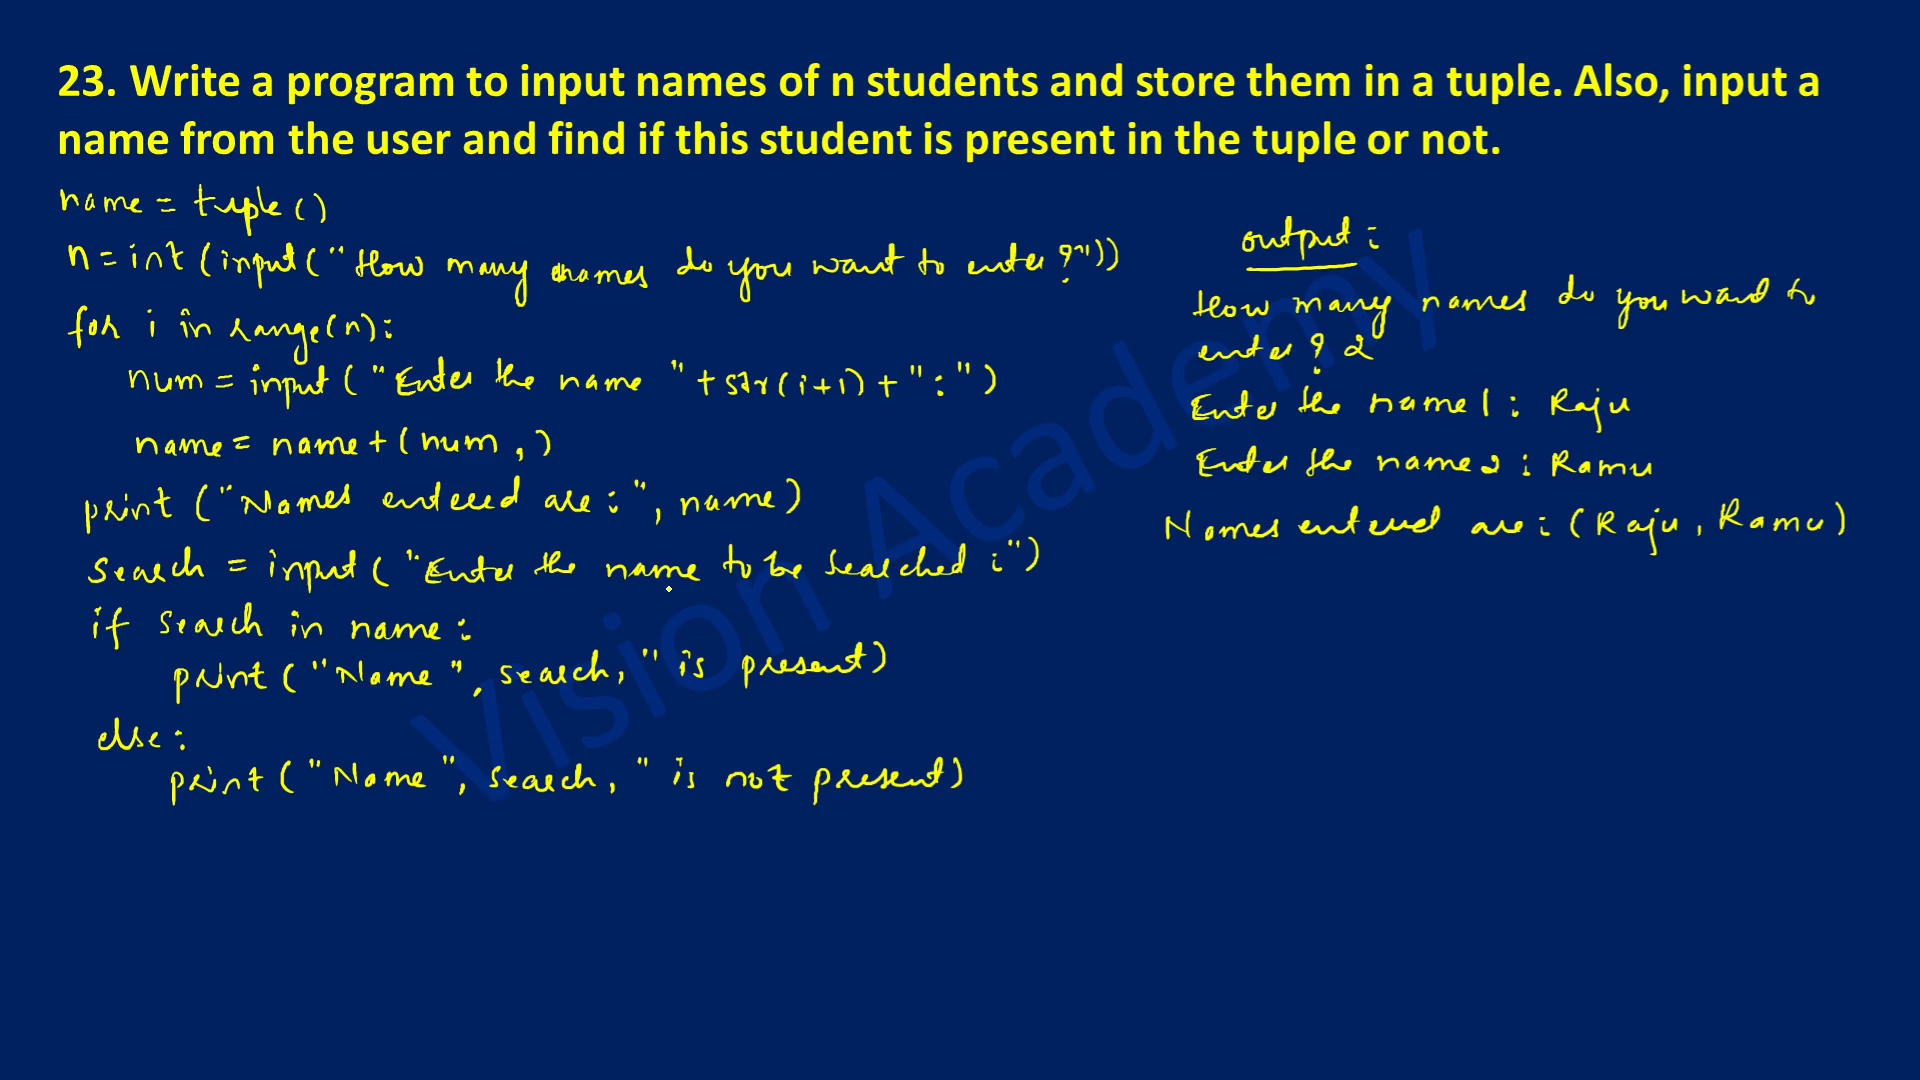 23. Write a program to input names of n students and store them in a tuple. Also, input a
name from the user and find if this student is present in the tuple or not.
name = tuple()
n = int(input("How many names do you want to enter?"))
for i in range(n):
num = input("Enter the name "+str(i+1)+":")
name = name+(num,)
print("Names entered are:", name)
search = input("Enter the name to be searched :")
if search in name:
print("Name", search, " is present)
else:
print("Name", search, " is not present)
output:
How many names do you want to
enter? 2
Enter the name1: Raju
Enter the name2: Ramu
Names entered are: (Raju, Ramu)
Vision Academy